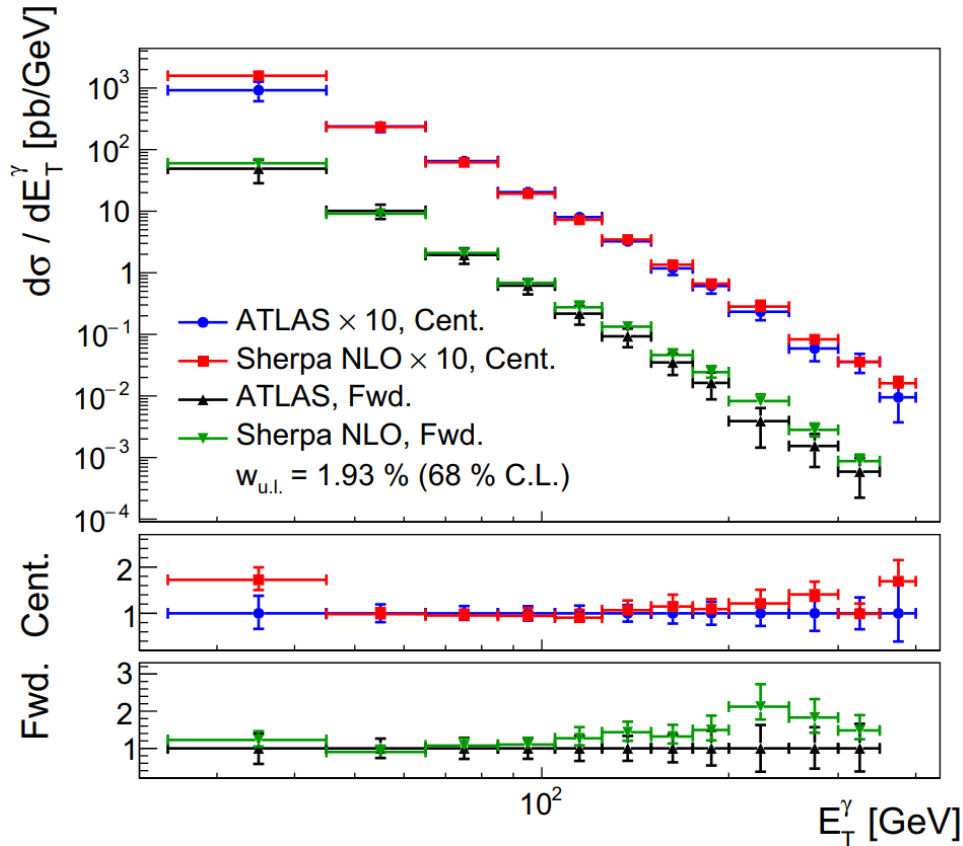 dσ / dE_T^γ [pb/GeV]
10^3
10^2
10
1
10^−1
10^−2
10^−3
10^−4
ATLAS × 10, Cent.
Sherpa NLO × 10, Cent.
ATLAS, Fwd.
Sherpa NLO, Fwd.
w_u.l. = 1.93 % (68 % C.L.)
Cent.
2
1
Fwd.
3
2
1
10^2
E_T^γ [GeV]